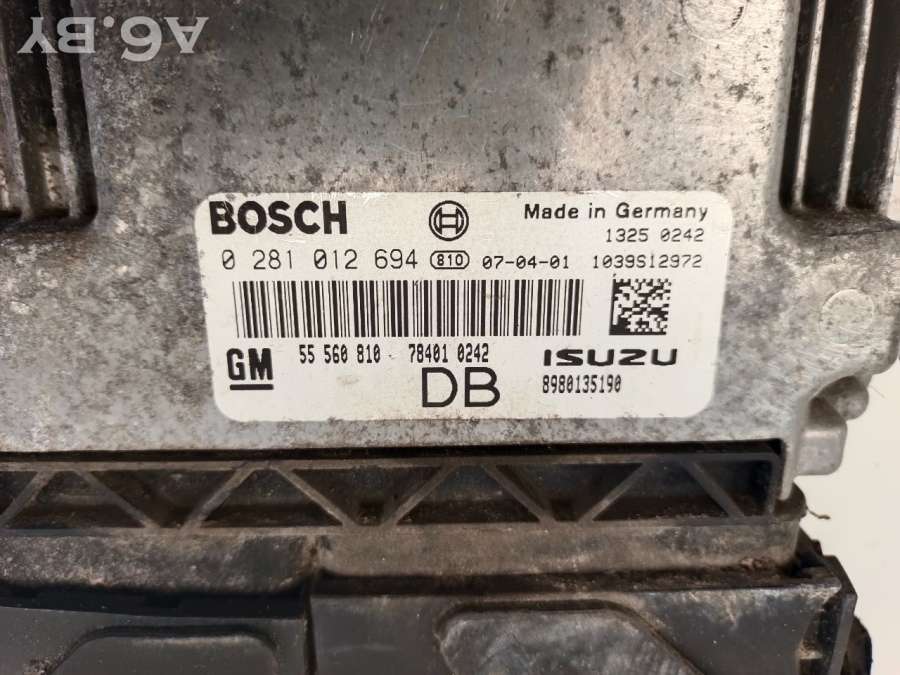 A6.BY
BOSCH Made in Germany
1325 0242
0 281 012 694 810 07-04-01 1039S12972
55 560 810 78401 0242 ISUZU
GM DB 8980135190